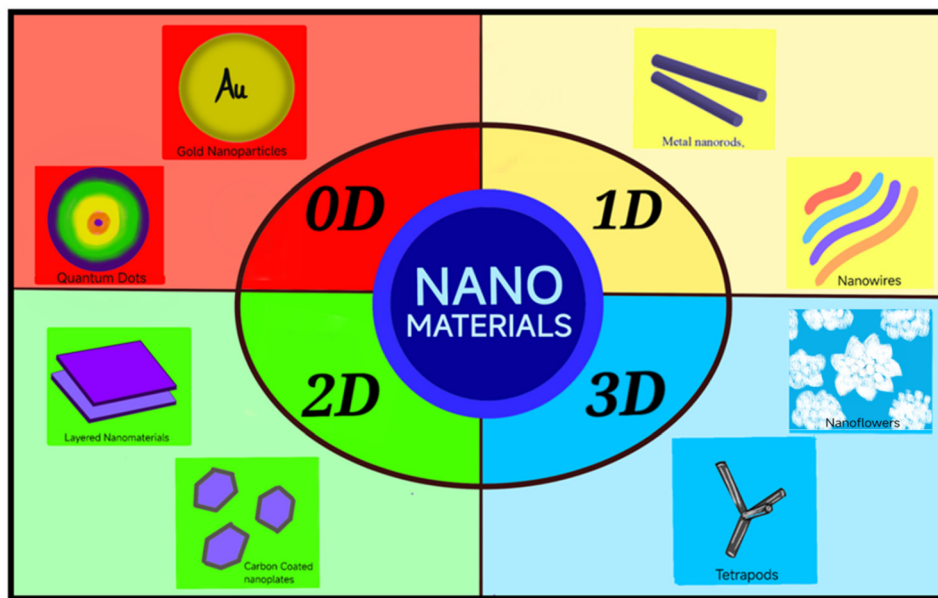 Au
Gold Nanoparticles
Quantum Dots
0D
Metal nanorods,
Nanowires
1D
NANO
MATERIALS
2D
Layered Nanomaterials
Carbon Coated
nanoplates
3D
Nanoflowers
Tetrapods